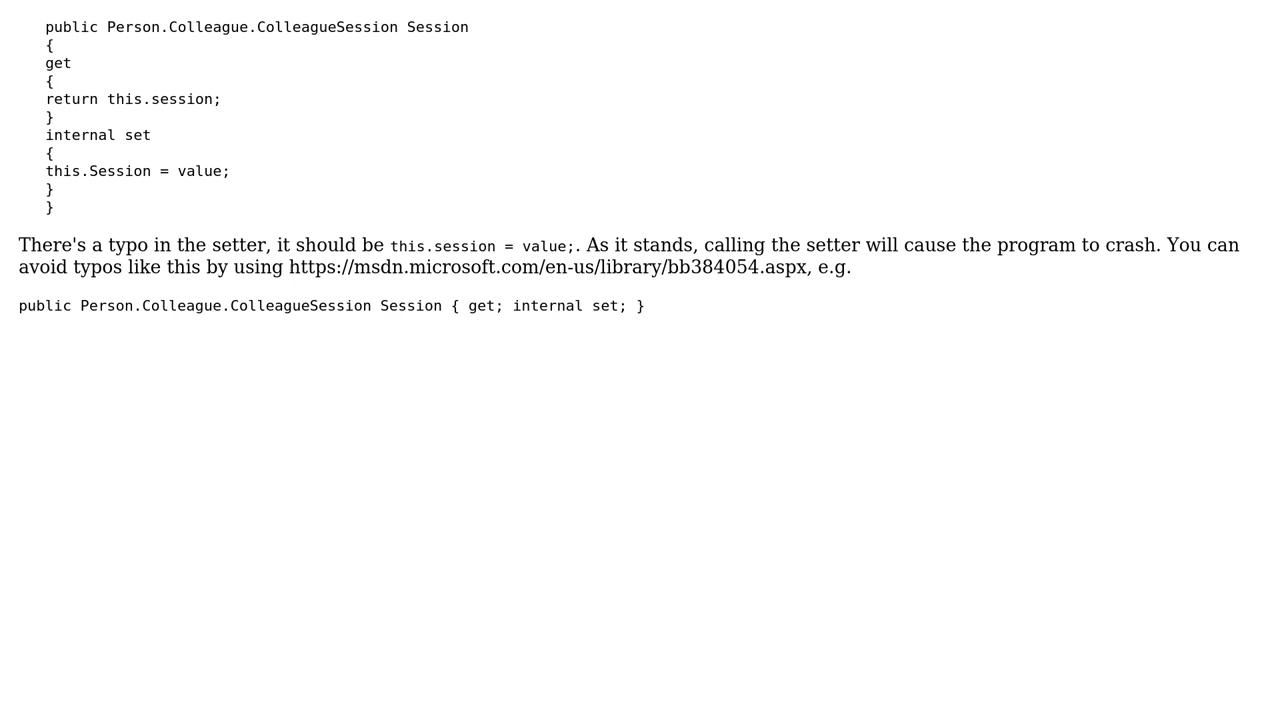 public Person.Colleague.ColleagueSession Session
{
get
{
return this.session;
}
internal set
{
this.Session = value;
}
}
There's a typo in the setter, it should be this.session = value;. As it stands, calling the setter will cause the program to crash. You can
avoid typos like this by using https://msdn.microsoft.com/en-us/library/bb384054.aspx, e.g.
public Person.Colleague.ColleagueSession Session { get; internal set; }